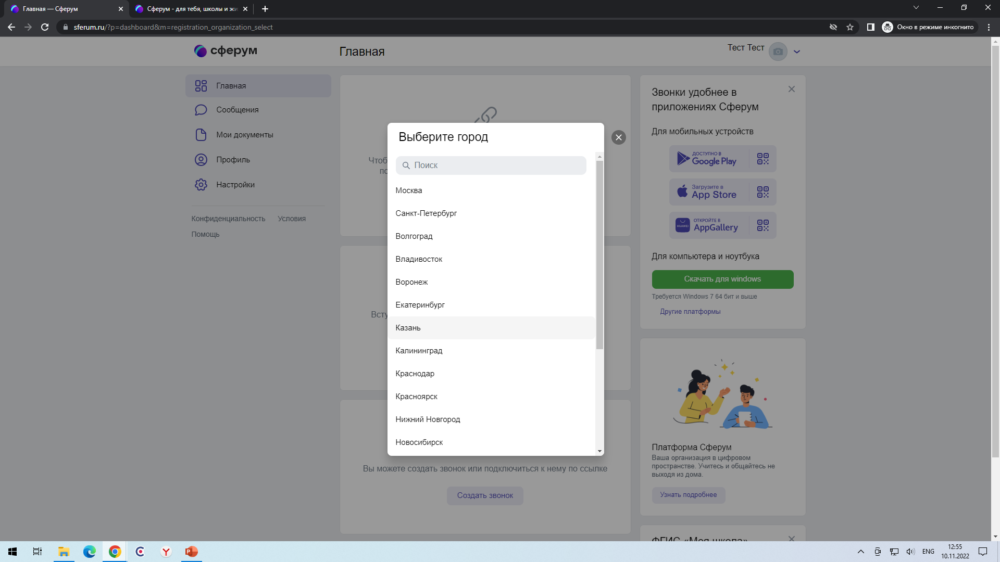 Главная — Сферум
Сферум - для тебя, школы и жи
sferum.ru/?p=dashboard&m=registration_organization_select
Окно в режиме инкогнито
сферум
Главная
Тест Тест
Главная
Сообщения
Мои документы
Профиль
Настройки
Конфиденциальность Условия
Помощь
Чтоб
по
Всту
Выберите город
Поиск
Москва
Санкт-Петербург
Волгоград
Владивосток
Воронеж
Екатеринбург
Казань
Калининград
Краснодар
Красноярск
Нижний Новгород
Новосибирск
Вы можете создать звонок или подключиться к нему по ссылке
Создать звонок
Звонки удобнее в
приложениях Сферум
Для мобильных устройств
ДОСТУПНО В
Google Play
Загрузите в
App Store
HUAWEI
ОТКРОЙТЕ В
AppGallery
Для компьютера и ноутбука
Скачать для windows
Требуется Windows 7 64 бит и выше
Другие платформы
Платформа Сферум
Ваша организация в цифровом
пространстве. Учитесь и общайтесь не
выходя из дома.
Узнать подробнее
ФГИС «Моя школа»
ENG
12:55
10.11.2022